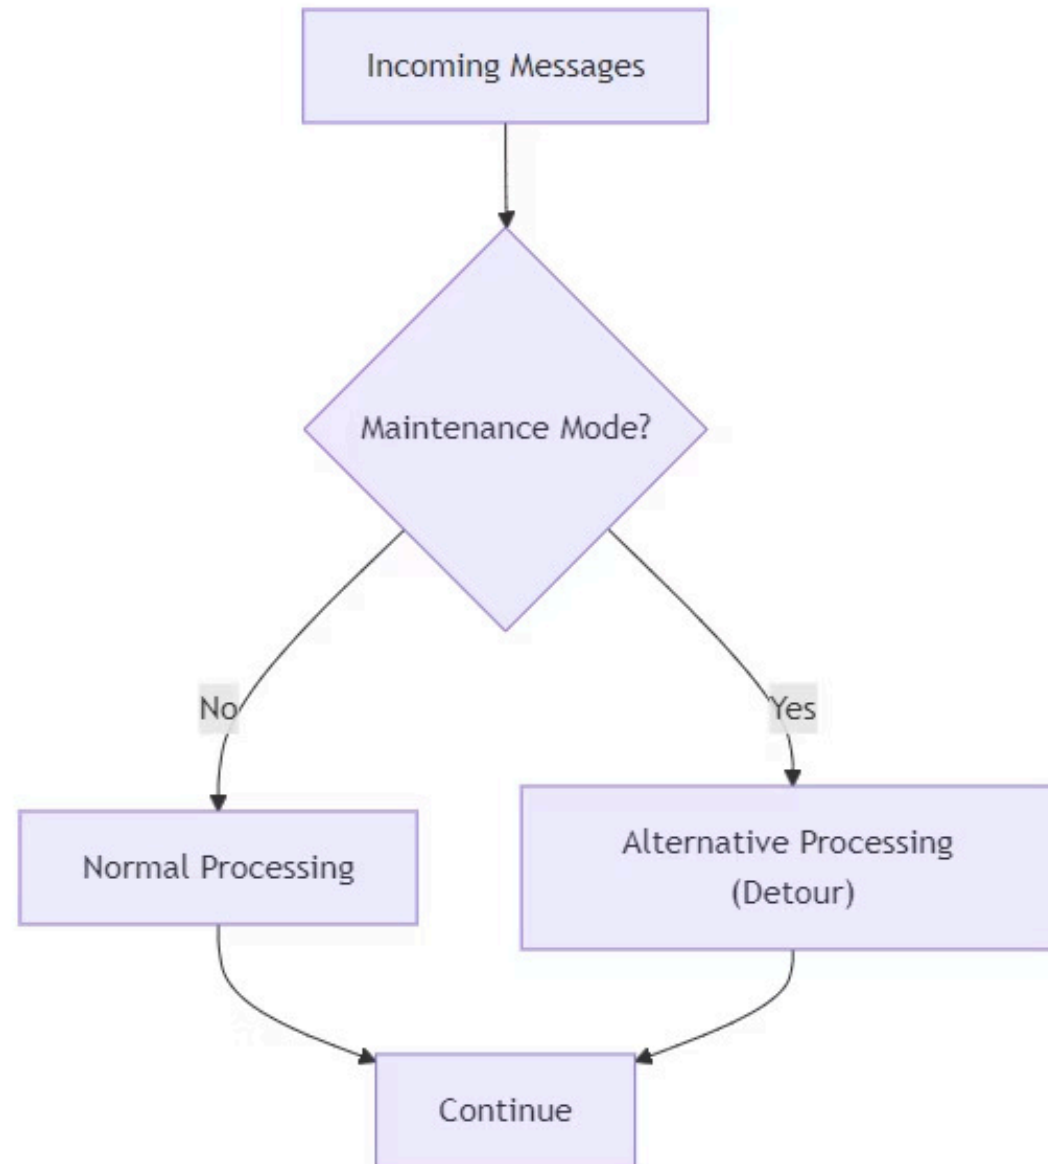 Incoming Messages
Maintenance Mode?
No
Yes
Normal Processing
Alternative Processing
(Detour)
Continue